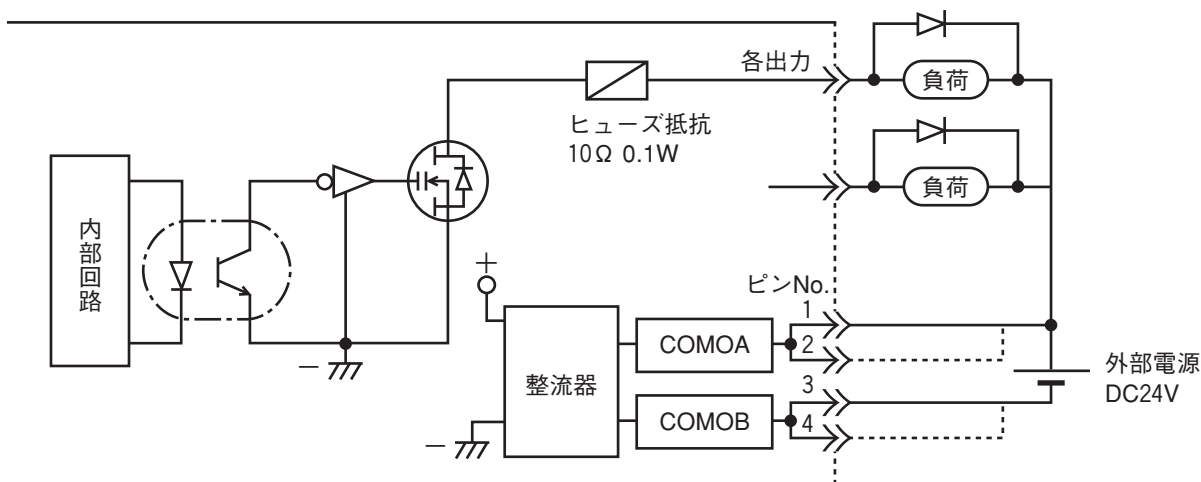 各出力
負荷
ヒューズ抵抗
10Ω 0.1W
負荷
内部回路
+
ピンNo.
1
COMOA
2
整流器
外部電源
DC24V
3
COMOB
4
−
−